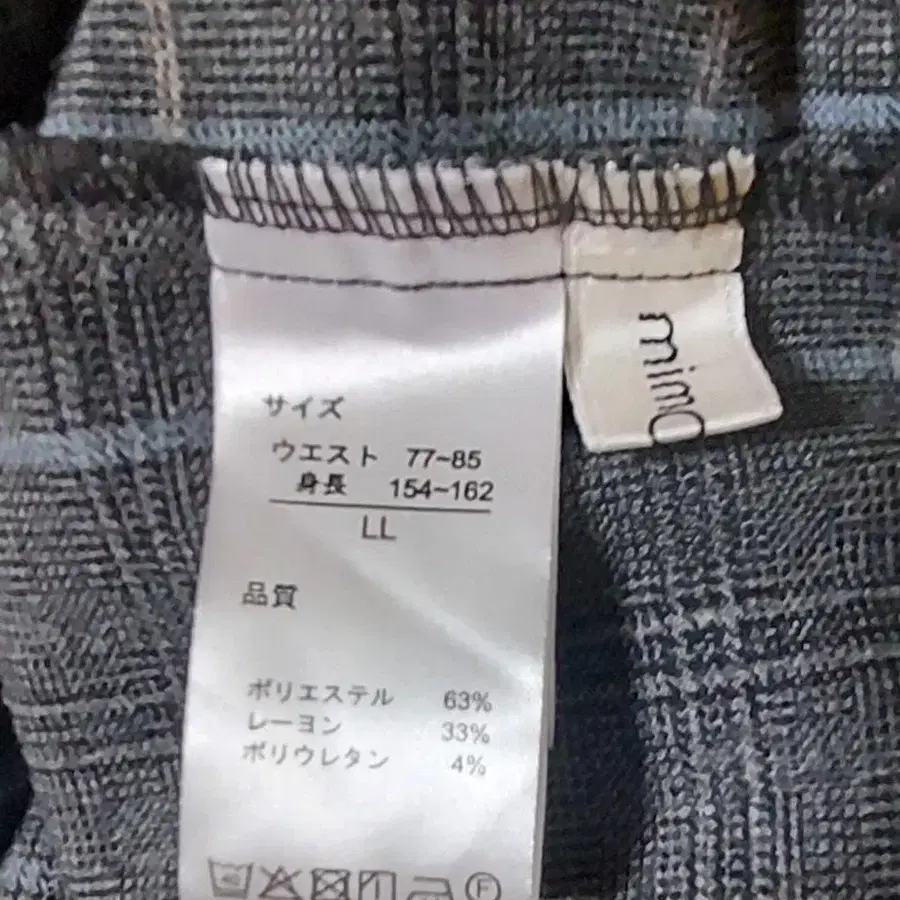 サイズ
ウエスト 77~85
身長 154~162
LL
品質
ポリエステル 63%
レーヨン 33%
ポリウレタン 4%
F